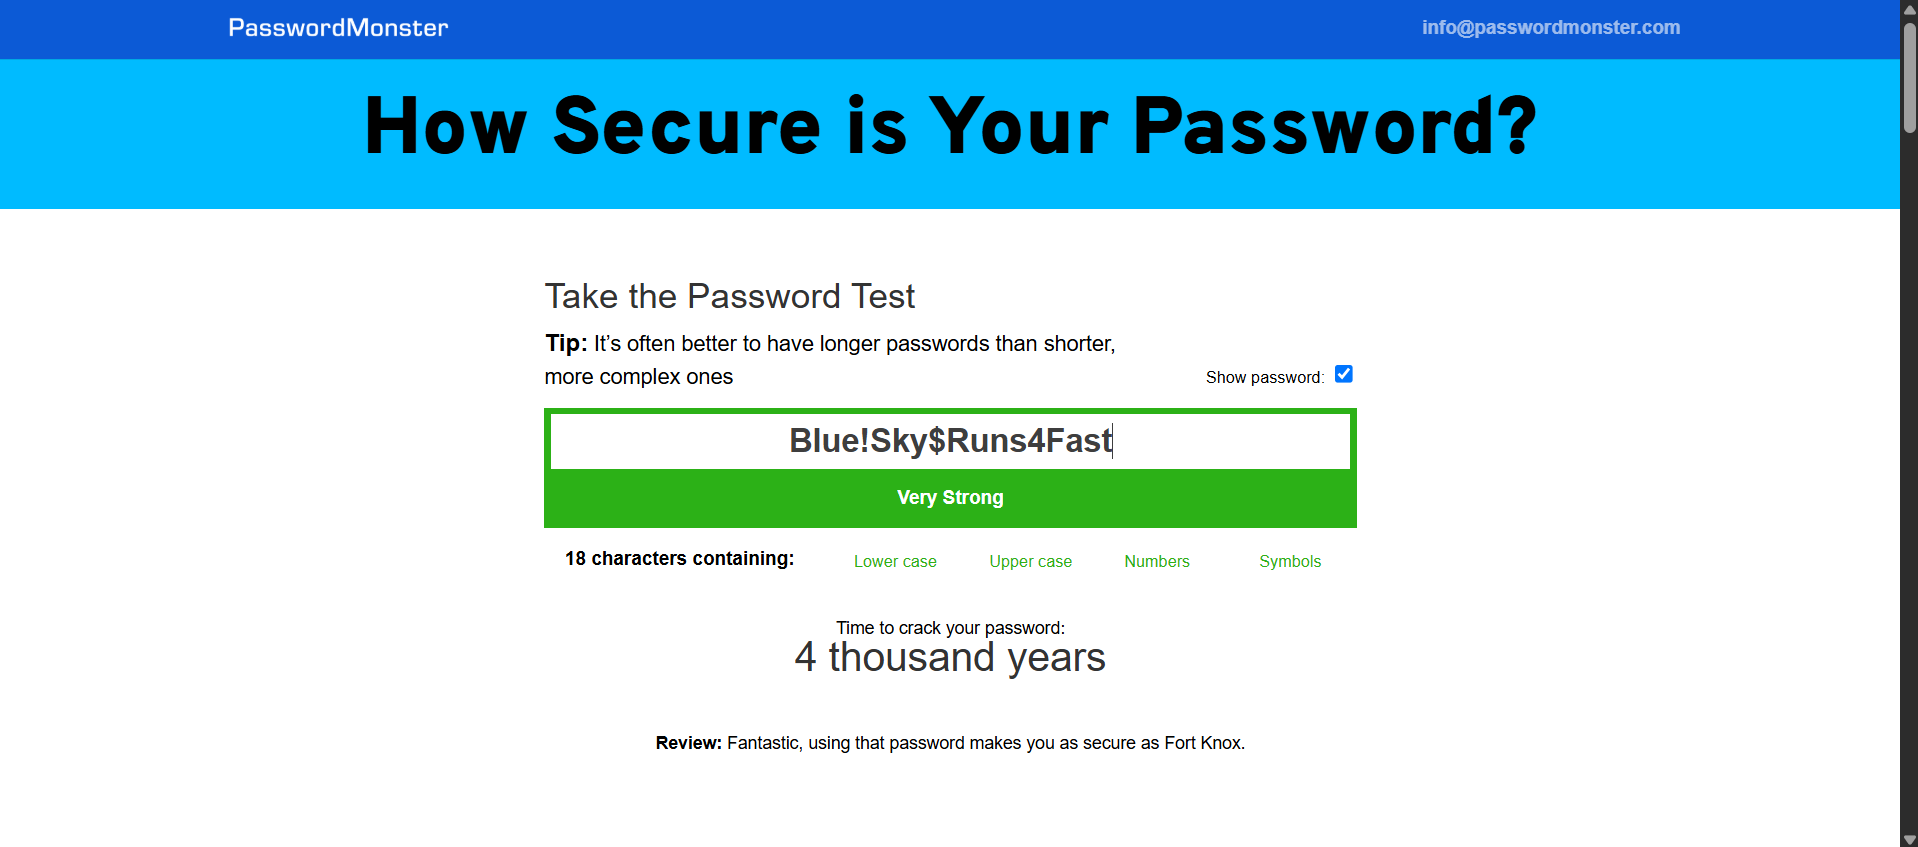 PasswordMonster
info@passwordmonster.com
How Secure is Your Password?
Take the Password Test
Tip: It’s often better to have longer passwords than shorter,
more complex ones
Show password:
Blue!Sky$Runs4Fast
Very Strong
18 characters containing:
Lower case
Upper case
Numbers
Symbols
Time to crack your password:
4 thousand years
Review: Fantastic, using that password makes you as secure as Fort Knox.